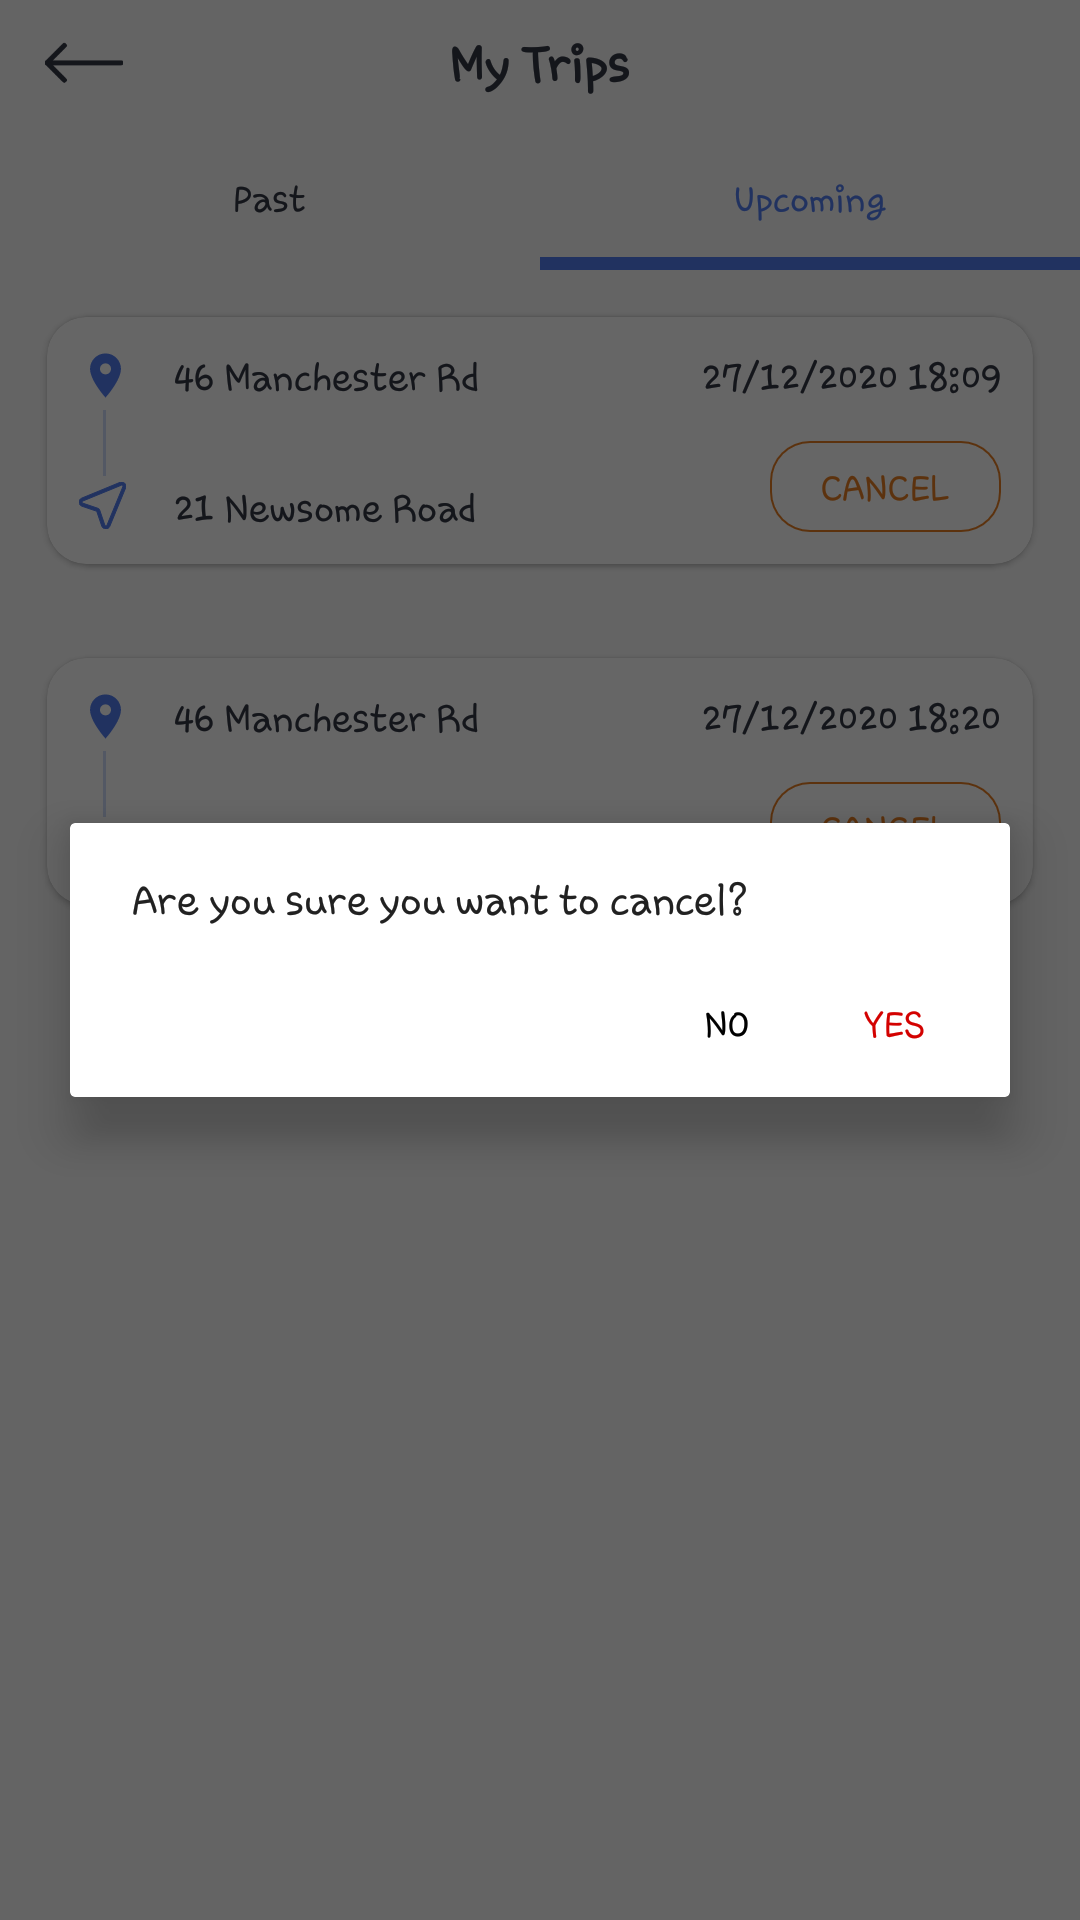 My Trips
Past Upcoming
46 Manchester Rd 27/12/2020 18:09
CANCEL
21 Newsome Road
46 Manchester Rd 27/12/2020 18:20
CANCEL
Are you sure you want to cancel?
NO YES